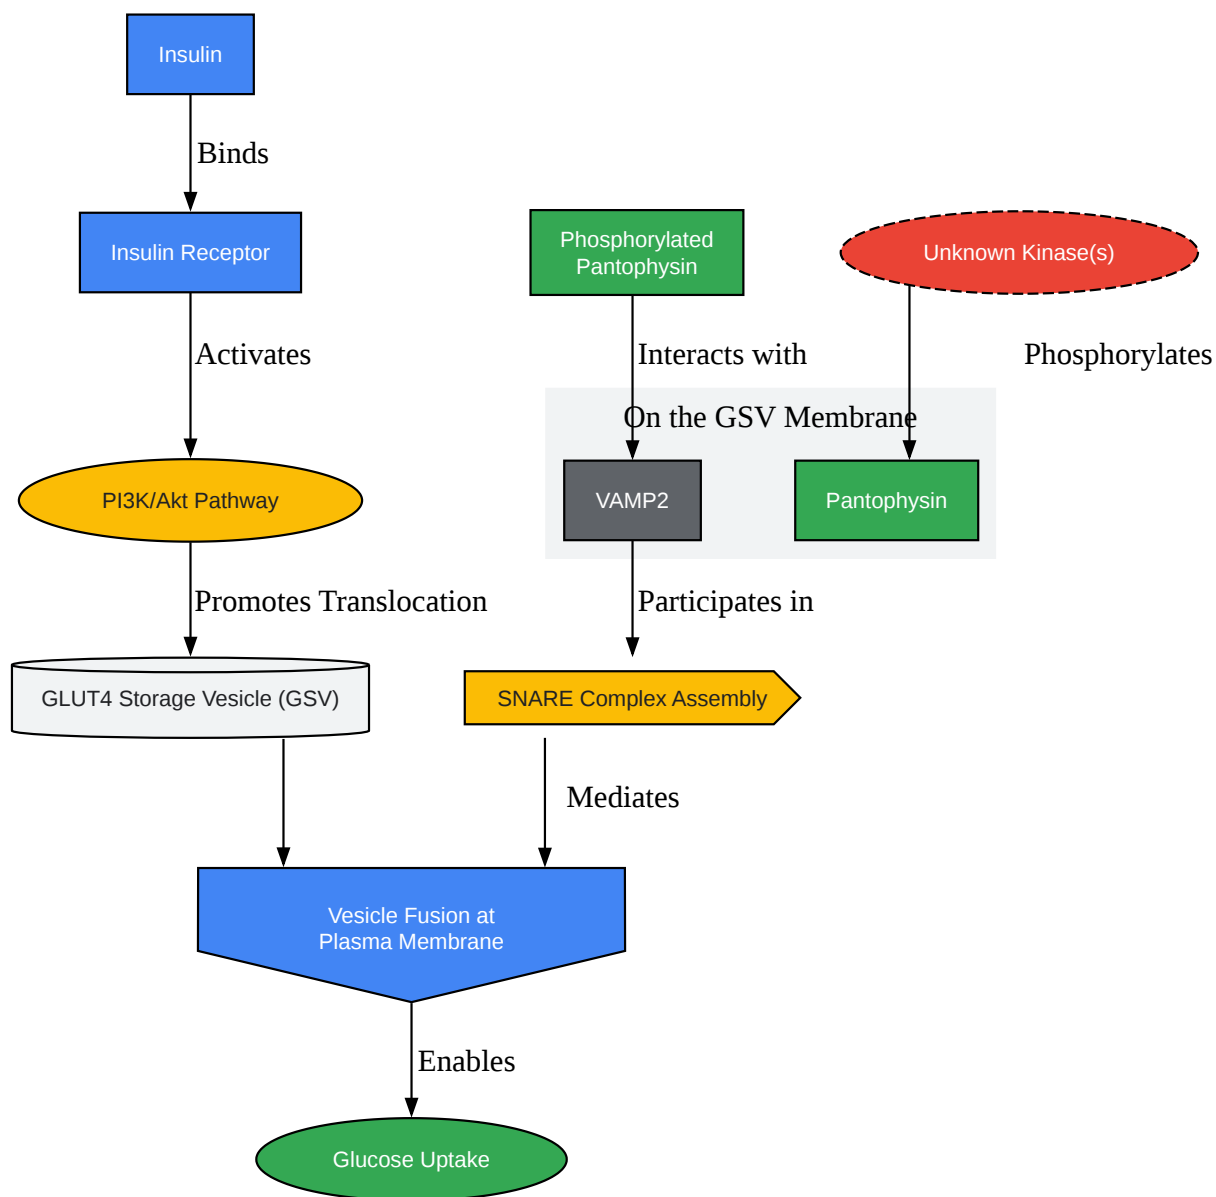 Insulin
Binds
Insulin Receptor
Phosphorylated
Pantophysin
Unknown Kinase(s)
Activates
Interacts with
Phosphorylates
On the GSV Membrane
PI3K/Akt Pathway
VAMP2
Pantophysin
Promotes Translocation
Participates in
GLUT4 Storage Vesicle (GSV)
SNARE Complex Assembly
Mediates
Vesicle Fusion at
Plasma Membrane
Enables
Glucose Uptake